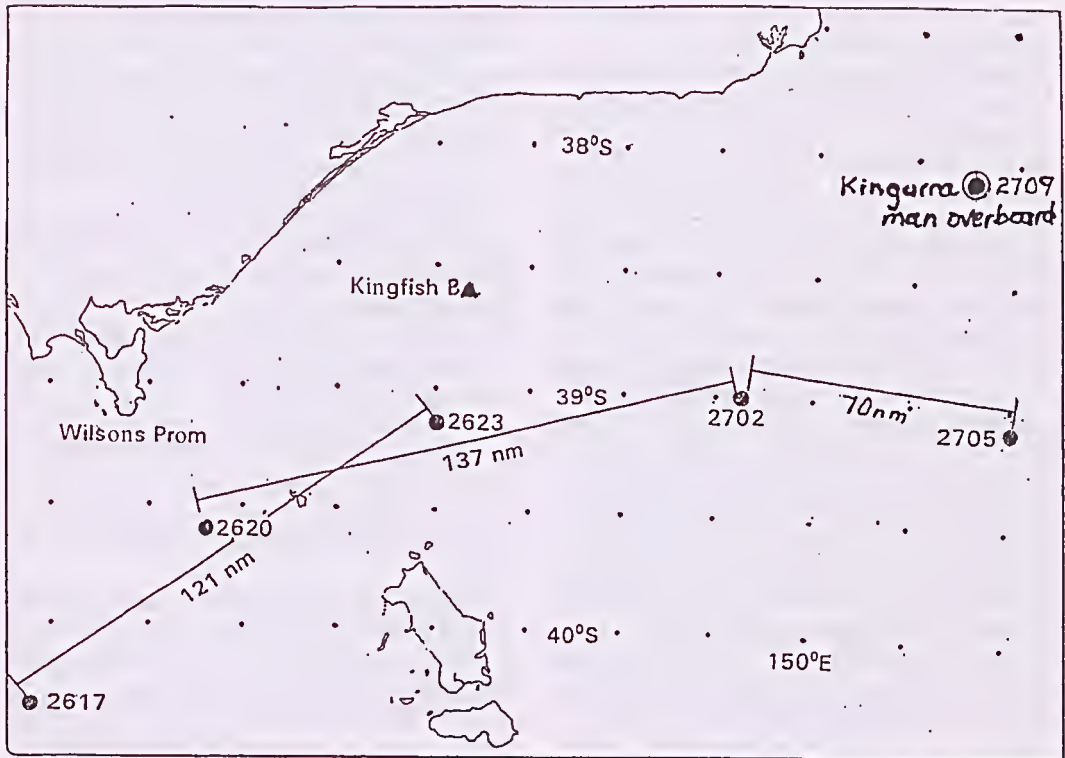 38°S
Kingurra 2709
man overboard
Kingfish B
39°S
2702
70nm
2705
Wilsons Prom
2623
137 nm
2620
121 nm
40°S
150°E
2617